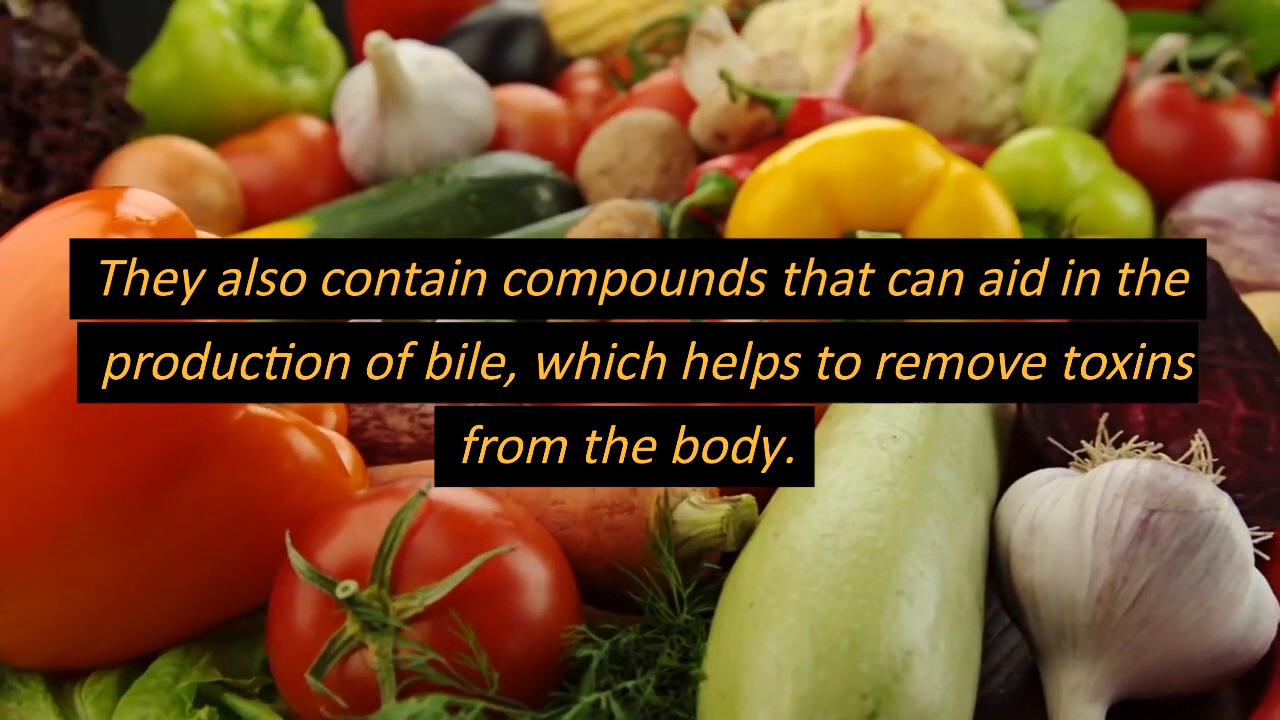 They also contain compounds that can aid in the
production of bile, which helps to remove toxins
from the body.